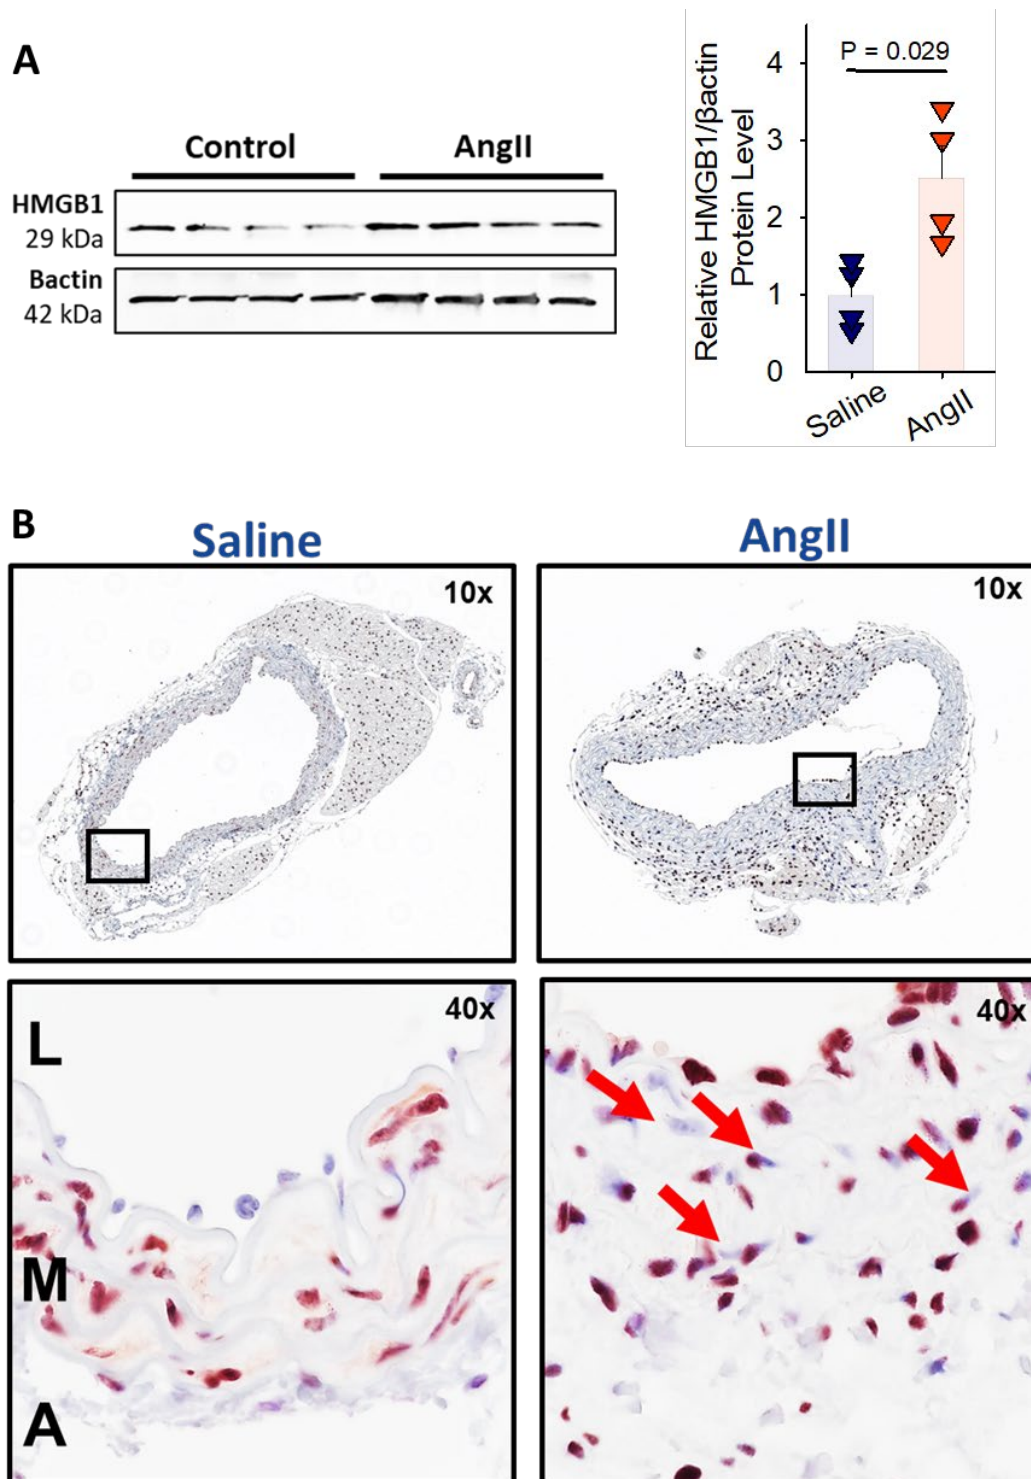 A
Control
AngII
HMGB1
29 kDa
Bactin
42 kDa
Relative HMGB1/βactin
Protein Level
P = 0.029
4
3
2
1
0
Saline
AngII
B
Saline
AngII
10x
10x
40x
40x
L
M
A